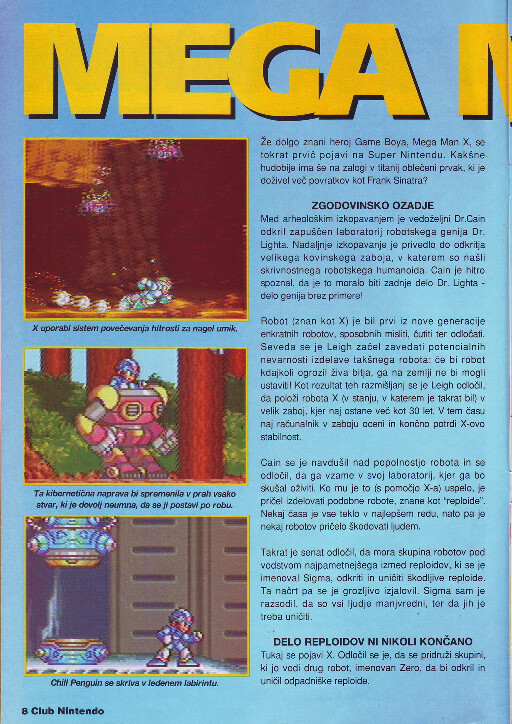 MEGA M
Že dolgo znani heroj Game Boya, Mega Man X, se
tokrat prvič pojavi na Super Nintendu. Kakšne
hudobije ima še na zalogi v titanij oblečeni prvak, ki je
doživel več povratkov kot Frank Sinatra?
ZGODOVINSKO OZADJE
Med arheološkim izkopavanjem je vedoželjni Dr.Cain
odkril zapuščen laboratorij robotskega genija Dr.
Lighta. Nadaljnje izkopavanje je privedlo do odkritja
velikega kovinskega zaboja, v katerem so našli
skrivnostnega robotskega humanoida. Cain je hitro
spoznal, da je to moralo biti zadnje delo Dr. Lighta -
delo genija brez primere!
Robot (znan kot X) je bil prvi iz nove generacije
enkratnih robotov, sposobnih misliti, čutiti ter odločati.
Seveda se je Leigh začel zavedati potencialnih
nevarnosti izdelave takšnega robota: če bi robot
kdajkoli ogrozil živa bitja, ga na zemlji ne bi mogli
ustaviti! Kot rezultat teh razmišljanj se je Leigh odločil,
da položi robota X (v stanju, v katerem je takrat bil) v
velik zaboj, kjer naj ostane več kot 30 let. V tem času
naj računalnik v zaboju oceni in končno potrdi X-ovo
stabilnost.
Cain se je navdušil nad popolnostjo robota in se
odločil, da ga vzame v svoj laboratorij, kjer ga bo
skušal oživiti. Ko mu je to (s pomočjo X-a) uspelo, je
pričel izdelovati podobne robote, znane kot "reploide".
Nekaj časa je vse teklo v najlepšem redu, nato pa je
nekaj robotov pričelo škodovati ljudem.
Takrat je senat odločil, da mora skupina robotov pod
vodstvom najpametnejšega izmed reploidov, ki se je
imenoval Sigma, odkriti in uničiti škodljive reploide.
Ta načrt pa se je grozljivo izjalovil. Sigma sam je
razsodil, da so vsi ljudje manjvredni, ter da jih je
treba uničiti.
DELO REPLOIDOV NI NIKOLI KONČANO
Tukaj se pojavi X. Odločil se je, da se pridruži skupini,
ki jo vodi drug robot, imenovan Zero, da bi odkril in
uničil odpadniške reploide.
X uporabi sistem povečevanja hitrosti za nagel umik.
Ta kibernetična naprava bi spremenila v prah vsako
stvar, ki je dovolj neumna, da se ji postavi po robu.
Chill Penguin se skriva v ledenem labirintu.
8 Club Nintendo